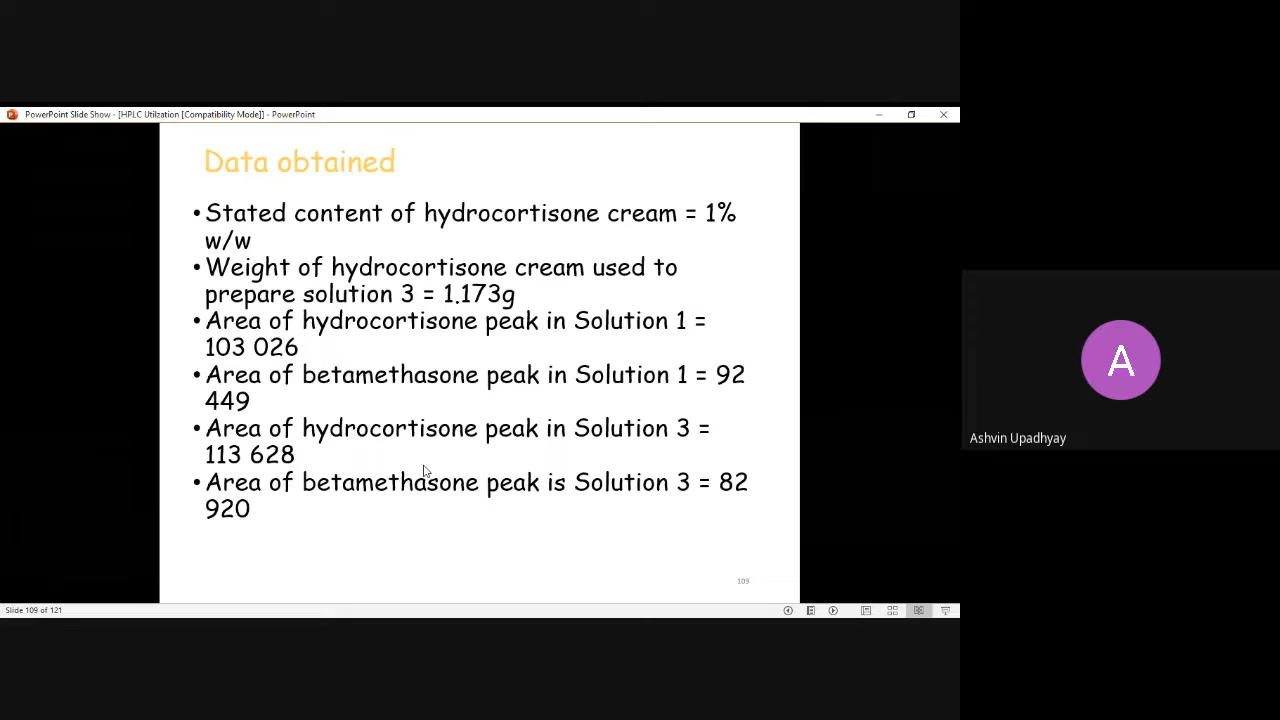 PowerPoint Slide Show - [HPLC Utilzation [Compatibility Mode]] - PowerPoint
Data obtained
•Stated content of hydrocortisone cream = 1%
w/w
•Weight of hydrocortisone cream used to
prepare solution 3 = 1.173g
•Area of hydrocortisone peak in Solution 1 =
103 026
•Area of betamethasone peak in Solution 1 = 92
449
•Area of hydrocortisone peak in Solution 3 =
113 628
•Area of betamethasone peak is Solution 3 = 82
920
109
Slide 109 of 121
A
Ashvin Upadhyay